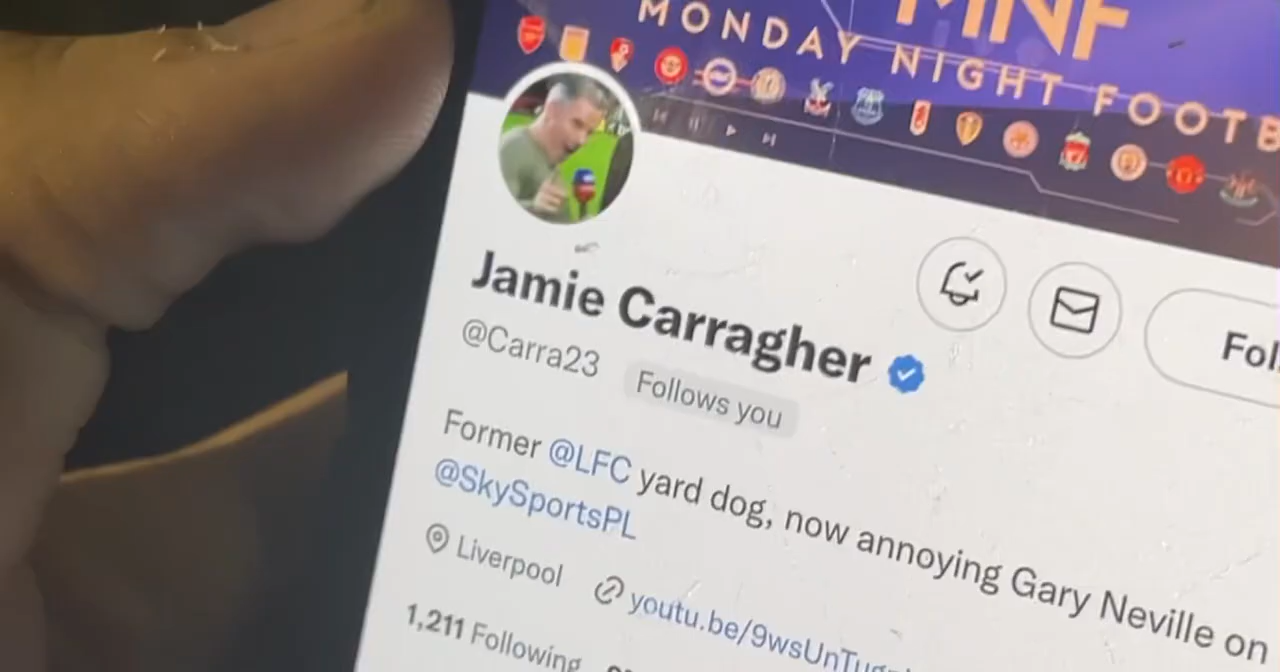 MNF
MONDAY NIGHT FOOTB
Jamie Carragher
@Carra23 Follows you
Fol
Former @LFC yard dog, now annoying Gary Neville on
@SkySportsPL
Liverpool youtu.be/9wsUnTu
1,211 Following